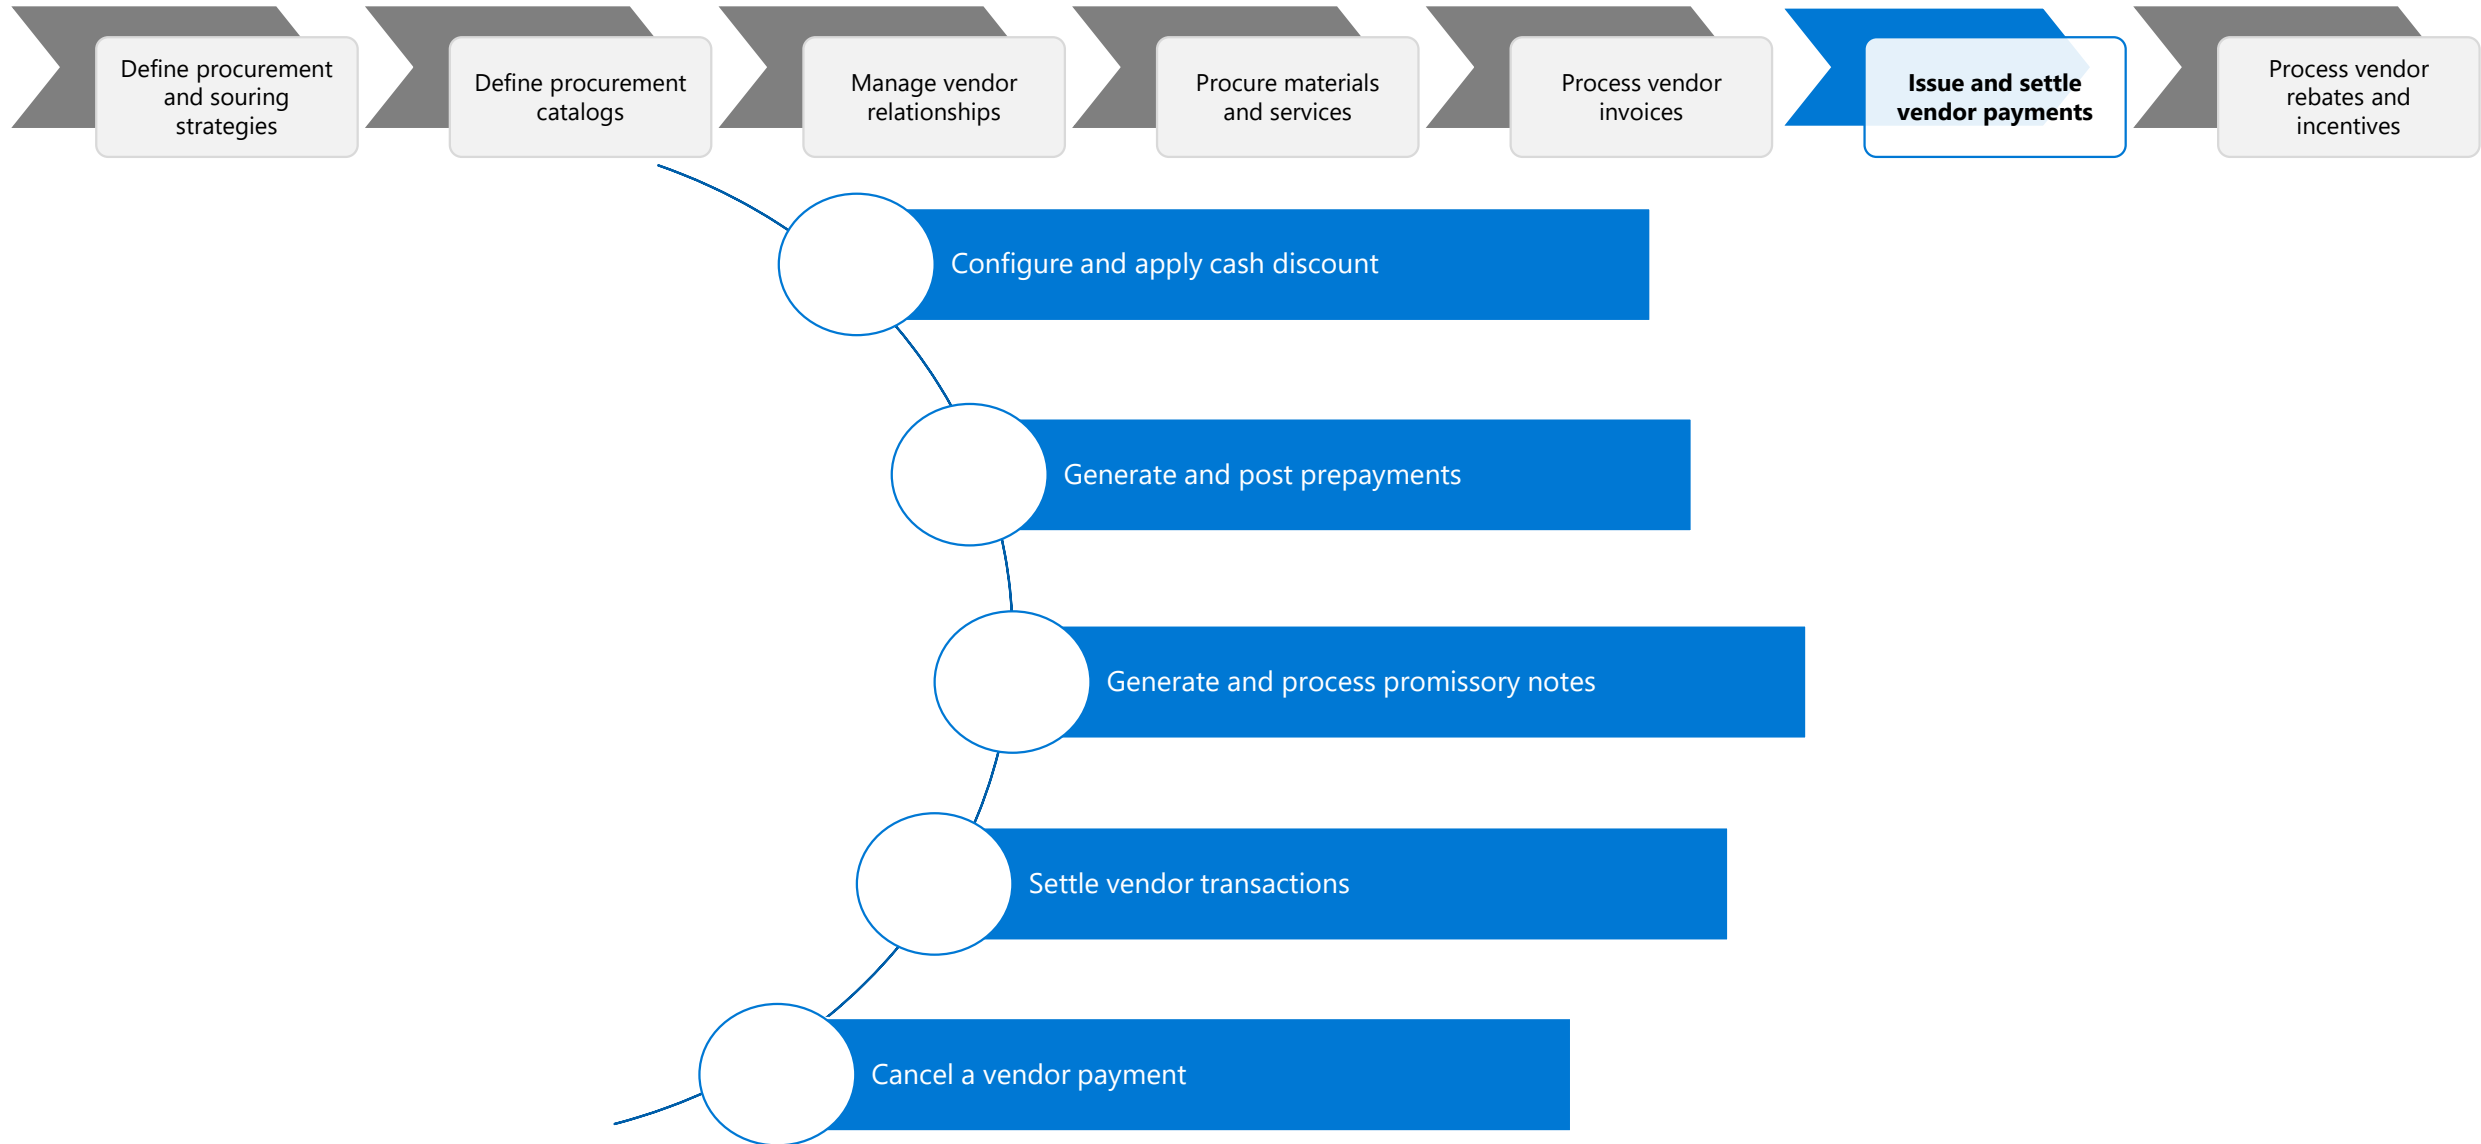 Define procurement
and souring
strategies
Define procurement
catalogs
Manage vendor
relationships
Procure materials
and services
Process vendor
invoices
Issue and settle
vendor payments
Process vendor
rebates and
incentives
Configure and apply cash discount
Generate and post prepayments
Generate and process promissory notes
Settle vendor transactions
Cancel a vendor payment